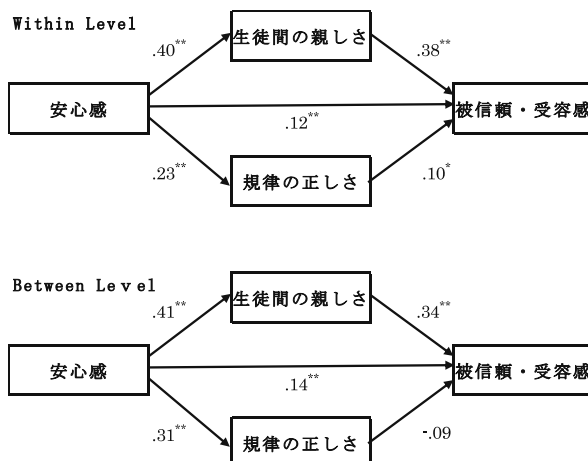 Within Level
生徒間の親しさ
.40**
.38**
安心感
被信頼・受容感
.12**
.23**
規律の正しさ
.10*
Between Level
生徒間の親しさ
.41**
.34**
安心感
被信頼・受容感
.14**
.31**
規律の正しさ
-.09